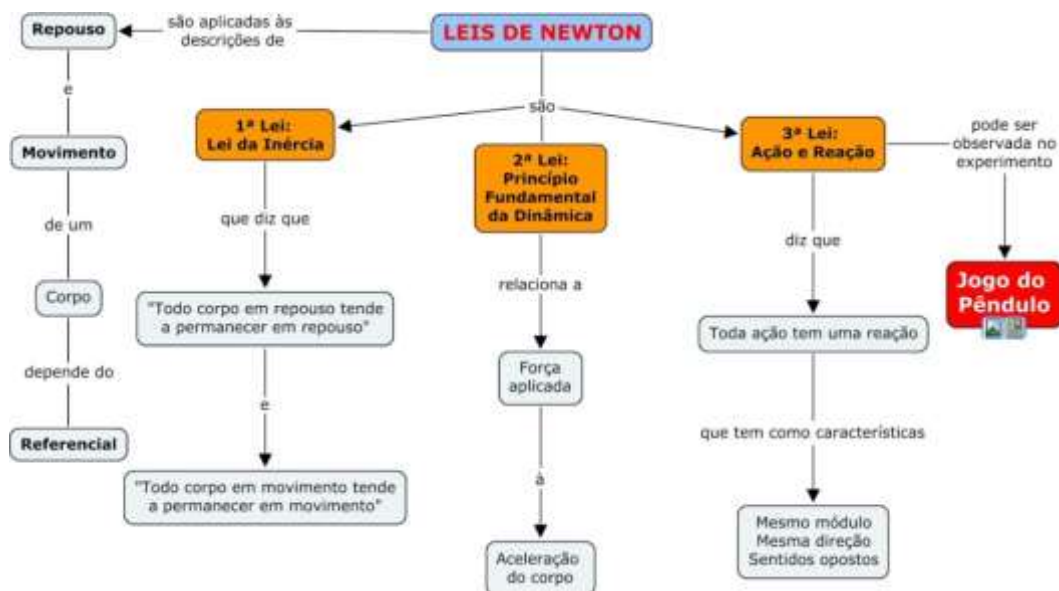 LEIS DE NEWTON
são aplicadas às
descrições de
Repouso
e
Movimento
de um
Corpo
depende do
Referencial
são
1ª Lei:
Lei da Inércia
que diz que
"Todo corpo em repouso tende
a permanecer em repouso"
e
"Todo corpo em movimento tende
a permanecer em movimento"
2ª Lei:
Princípio
Fundamental
da Dinâmica
relaciona a
Força
aplicada
à
Aceleração
do corpo
3ª Lei:
Ação e Reação
diz que
Toda ação tem uma reação
que tem como características
Mesmo módulo
Mesma direção
Sentidos opostos
pode ser
observada no
experimento
Jogo do
Pêndulo